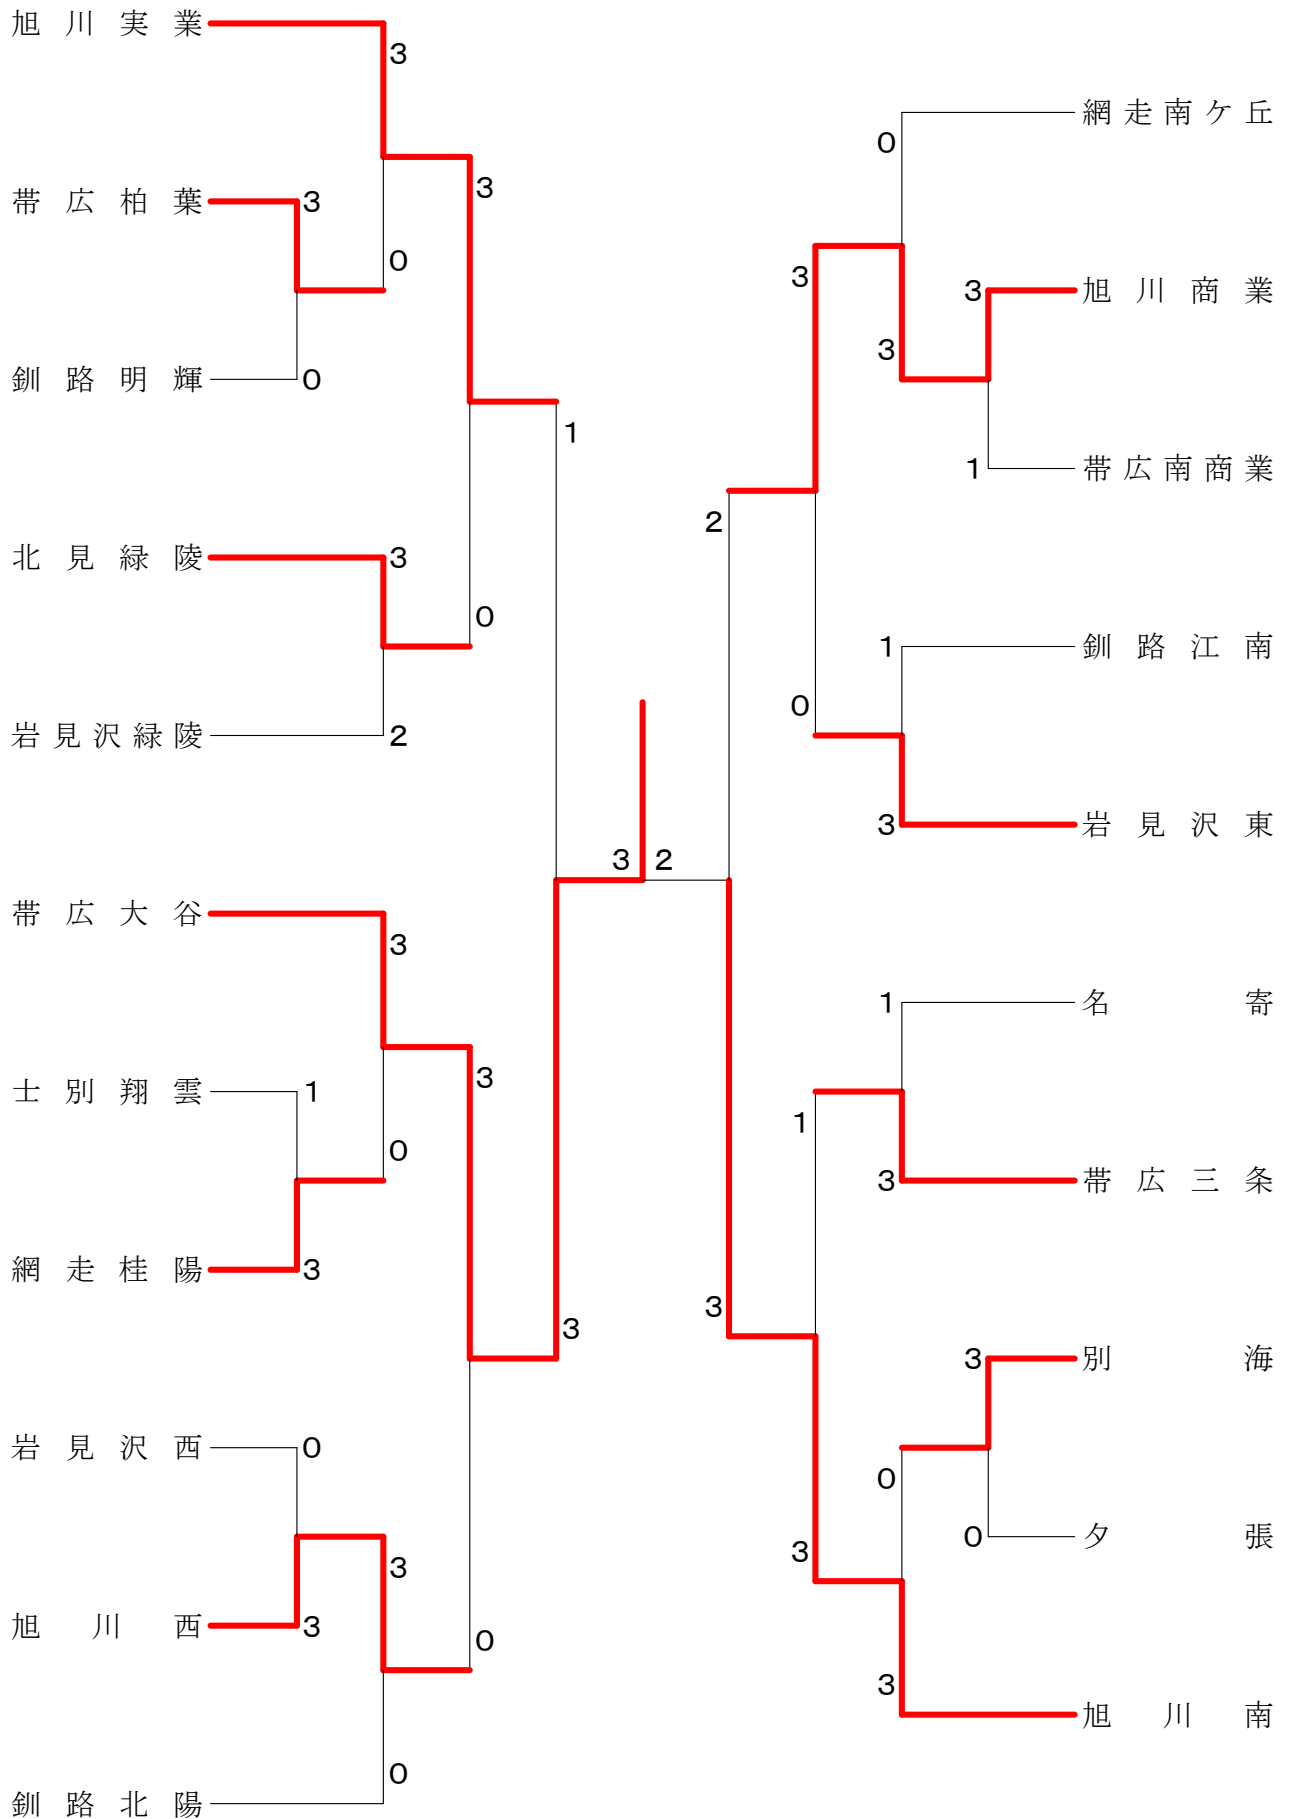 旭川実業
3
帯広柏葉
3
0
釧路明輝
0
3
北見緑陵
3
0
岩見沢緑陵
2
1
帯広大谷
3
士別翔雲
1
0
網走桂陽
3
3
岩見沢西
0
旭川西
3
3
釧路北陽
0
0
3
3
2
網走南ケ丘
0
旭川商業
3
3
帯広南商業
1
3
釧路江南
1
0
岩見沢東
3
2
名寄
1
帯広三条
3
1
別海
3
0
夕張
0
3
旭川南
3
3